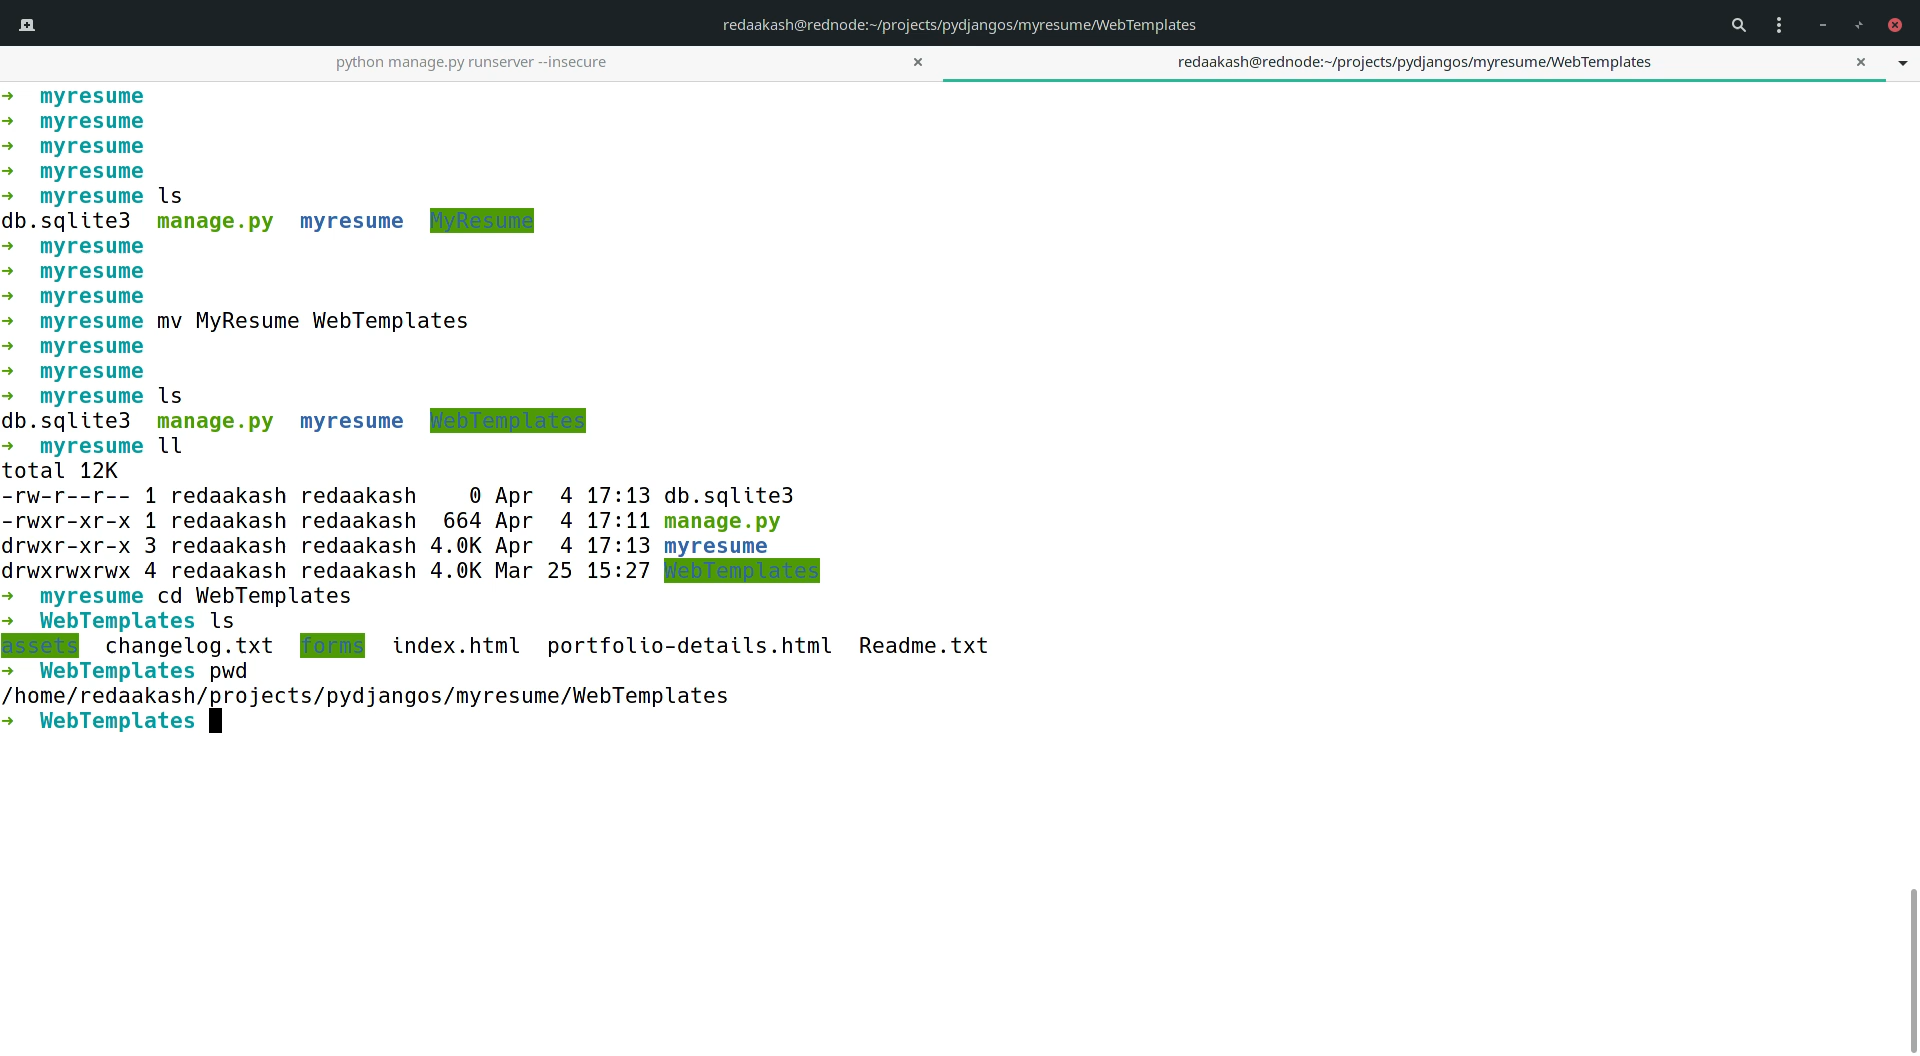 redaakash@rednode:~/projects/pydjangos/myresume/WebTemplates
python manage.py runserver --insecure
redaakash@rednode:~/projects/pydjangos/myresume/WebTemplates
➜ myresume
➜ myresume
➜ myresume
➜ myresume
➜ myresume ls
db.sqlite3 manage.py myresume MyResume
➜ myresume
➜ myresume
➜ myresume
➜ myresume mv MyResume WebTemplates
➜ myresume
➜ myresume
➜ myresume ls
db.sqlite3 manage.py myresume WebTemplates
➜ myresume ll
total 12K
-rw-r--r-- 1 redaakash redaakash 0 Apr 4 17:13 db.sqlite3
-rwxr-xr-x 1 redaakash redaakash 664 Apr 4 17:11 manage.py
drwxr-xr-x 3 redaakash redaakash 4.0K Apr 4 17:13 myresume
drwxrwxrwx 4 redaakash redaakash 4.0K Mar 25 15:27 WebTemplates
➜ myresume cd WebTemplates
➜ WebTemplates ls
assets changelog.txt forms index.html portfolio-details.html Readme.txt
➜ WebTemplates pwd
/home/redaakash/projects/pydjangos/myresume/WebTemplates
➜ WebTemplates